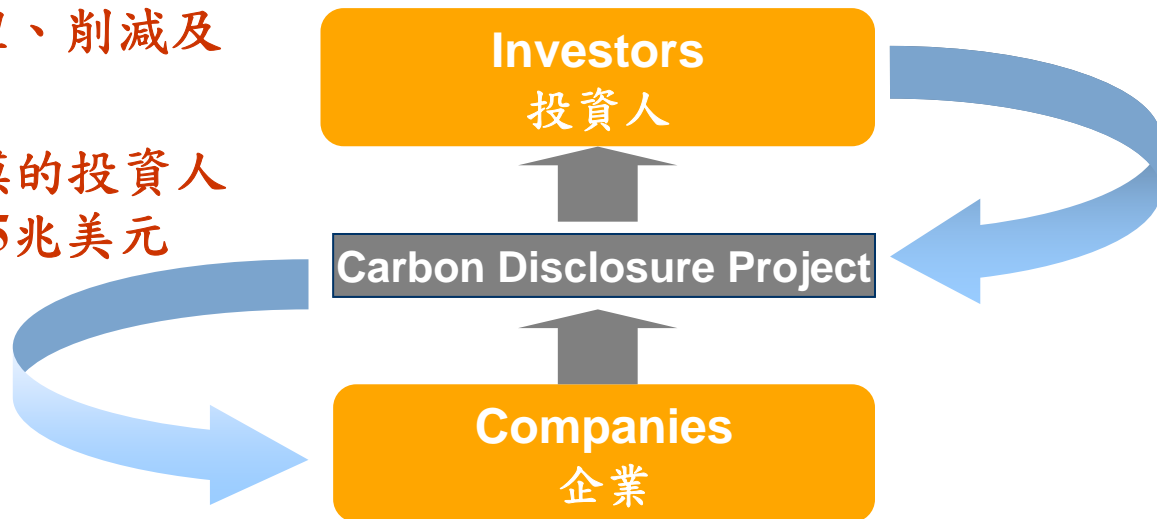 、削減及
的投資人
兆美元
Investors
投資人
Carbon Disclosure Project
Companies
企業